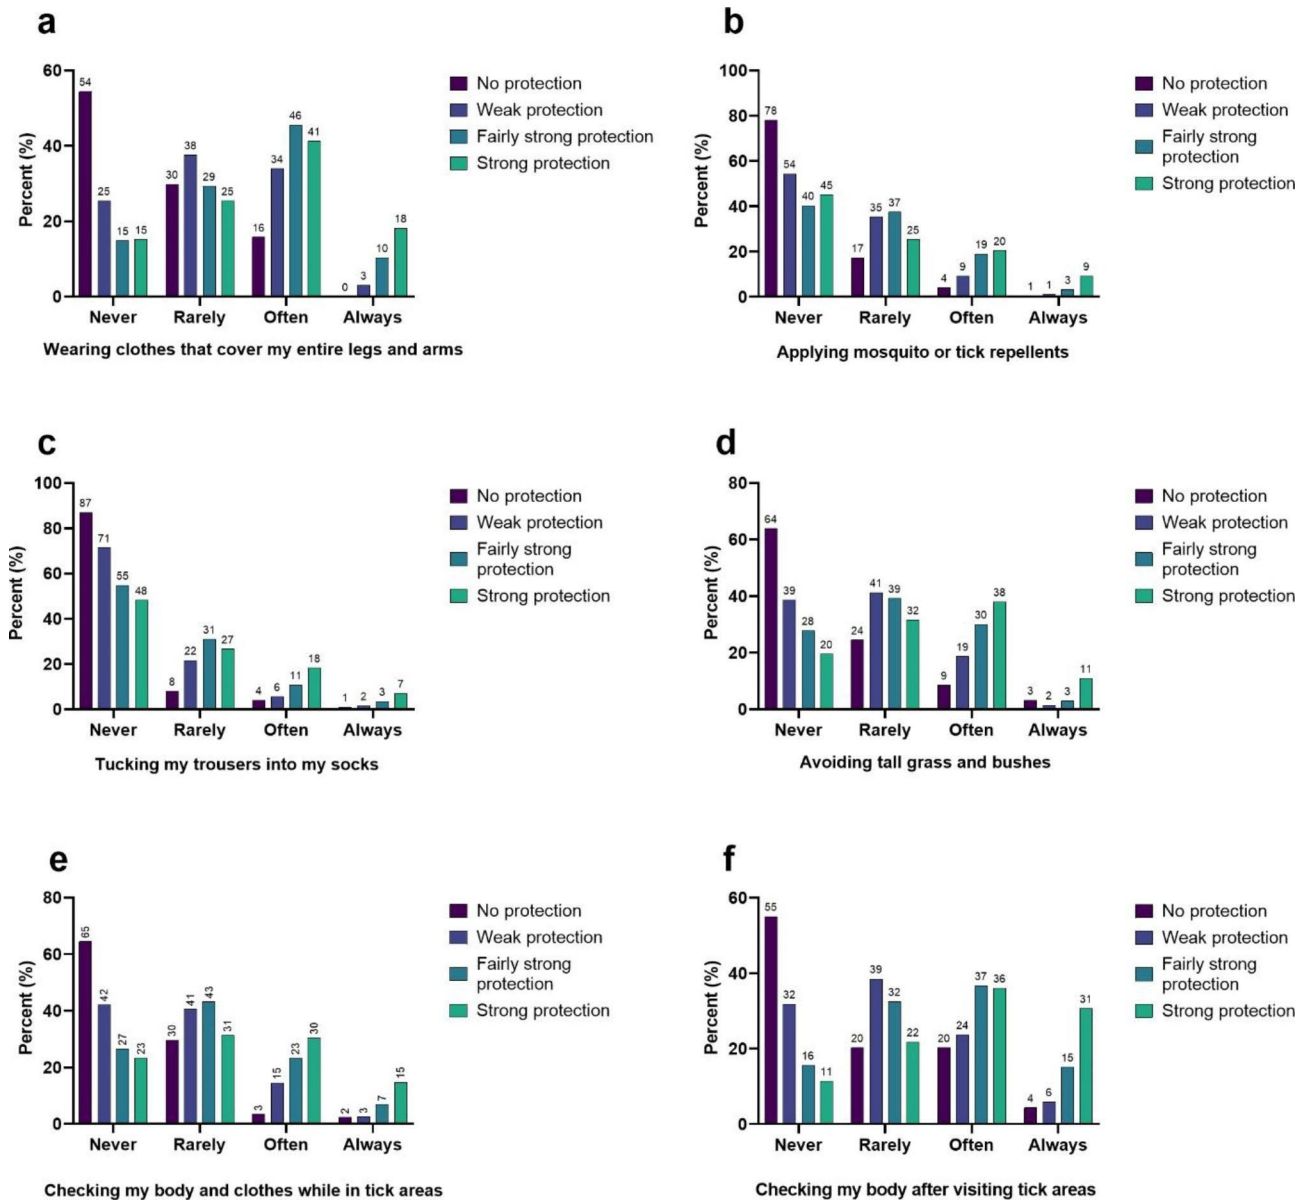 a
60
40
20
0
Percent (%)
54
25
15
15
30
38
29
25
16
34
46
41
0
3
10
18
Never Rarely Often Always
Wearing clothes that cover my entire legs and arms
No protection
Weak protection
Fairly strong protection
Strong protection
b
100
80
60
40
20
0
Percent (%)
78
54
40
45
17
35
37
25
4
9
19
20
1
1
3
9
Never Rarely Often Always
Applying mosquito or tick repellents
No protection
Weak protection
Fairly strong
protection
Strong protection
c
100
80
60
40
20
0
Percent (%)
87
71
55
48
8
22
31
27
4
6
11
18
1
2
3
7
Never Rarely Often Always
Tucking my trousers into my socks
No protection
Weak protection
Fairly strong
protection
Strong protection
d
80
60
40
20
0
Percent (%)
64
39
28
20
24
41
39
32
9
19
30
38
3
2
3
11
Never Rarely Often Always
Avoiding tall grass and bushes
No protection
Weak protection
Fairly strong
protection
Strong protection
e
80
60
40
20
0
Percent (%)
65
42
27
23
30
41
43
31
3
15
23
30
2
3
7
15
Never Rarely Often Always
Checking my body and clothes while in tick areas
No protection
Weak protection
Fairly strong
protection
Strong protection
f
60
40
20
0
Percent (%)
55
32
16
11
20
39
32
22
20
24
37
36
4
6
15
31
Never Rarely Often Always
Checking my body after visiting tick areas
No protection
Weak protection
Fairly strong
protection
Strong protection